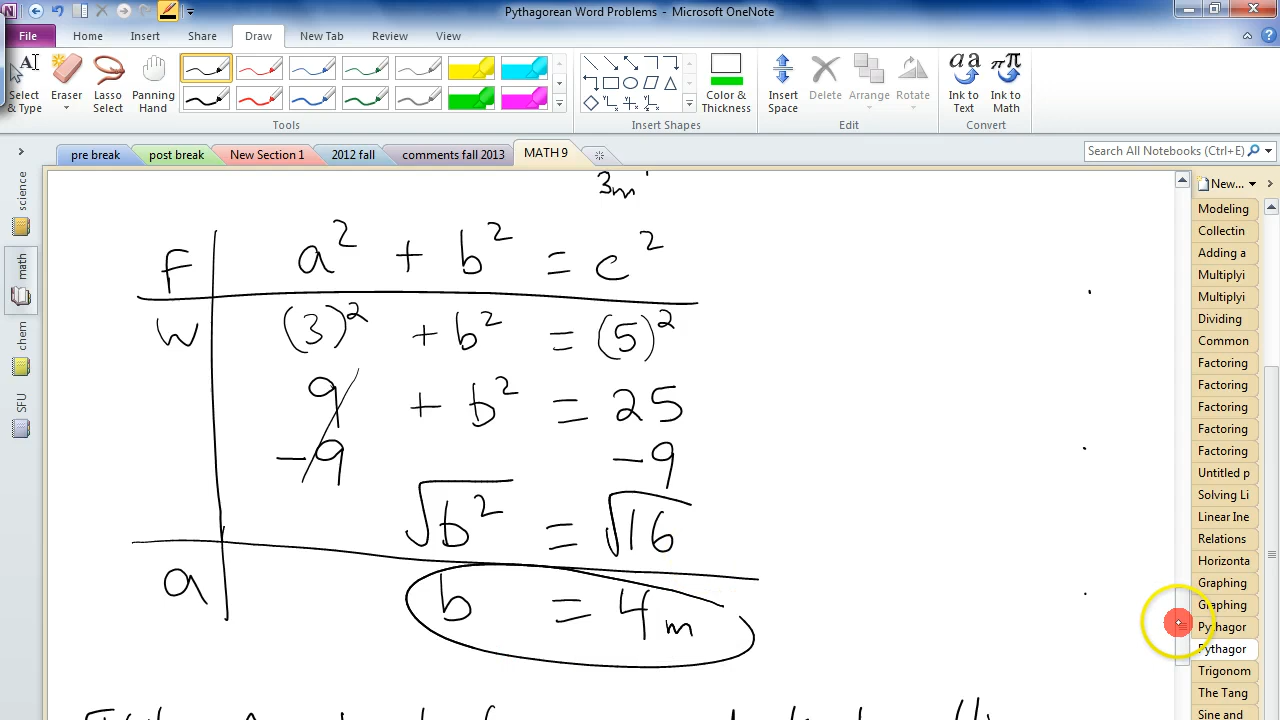 Pythagorean Word Problems - Microsoft OneNote
File Home Insert Share Draw New Tab Review View
Select & Type
Eraser
Lasso Select
Panning Hand
Color & Thickness
Insert Space
Delete
Arrange
Rotate
Ink to Text
Ink to Math
Tools Insert Shapes Edit Convert
pre break post break New Section 1 2012 fall comments fall 2013 MATH 9
Search All Notebooks (Ctrl+E)
science
math
chem
SFU
3m
F a² + b² = c²
W (3)² + b² = (5)²
9 + b² = 25
-9 -9
√b² = √16
a b = 4m
New...
Modeling
Collectin
Adding a
Multiplyi
Multiplyi
Dividing
Common
Factoring
Factoring
Factoring
Factoring
Factoring
Untitled p
Solving Li
Linear Ine
Relations
Horizonta
Graphing
Graphing
Pythagor
Pythagor
Trigonom
The Tang
Sine and